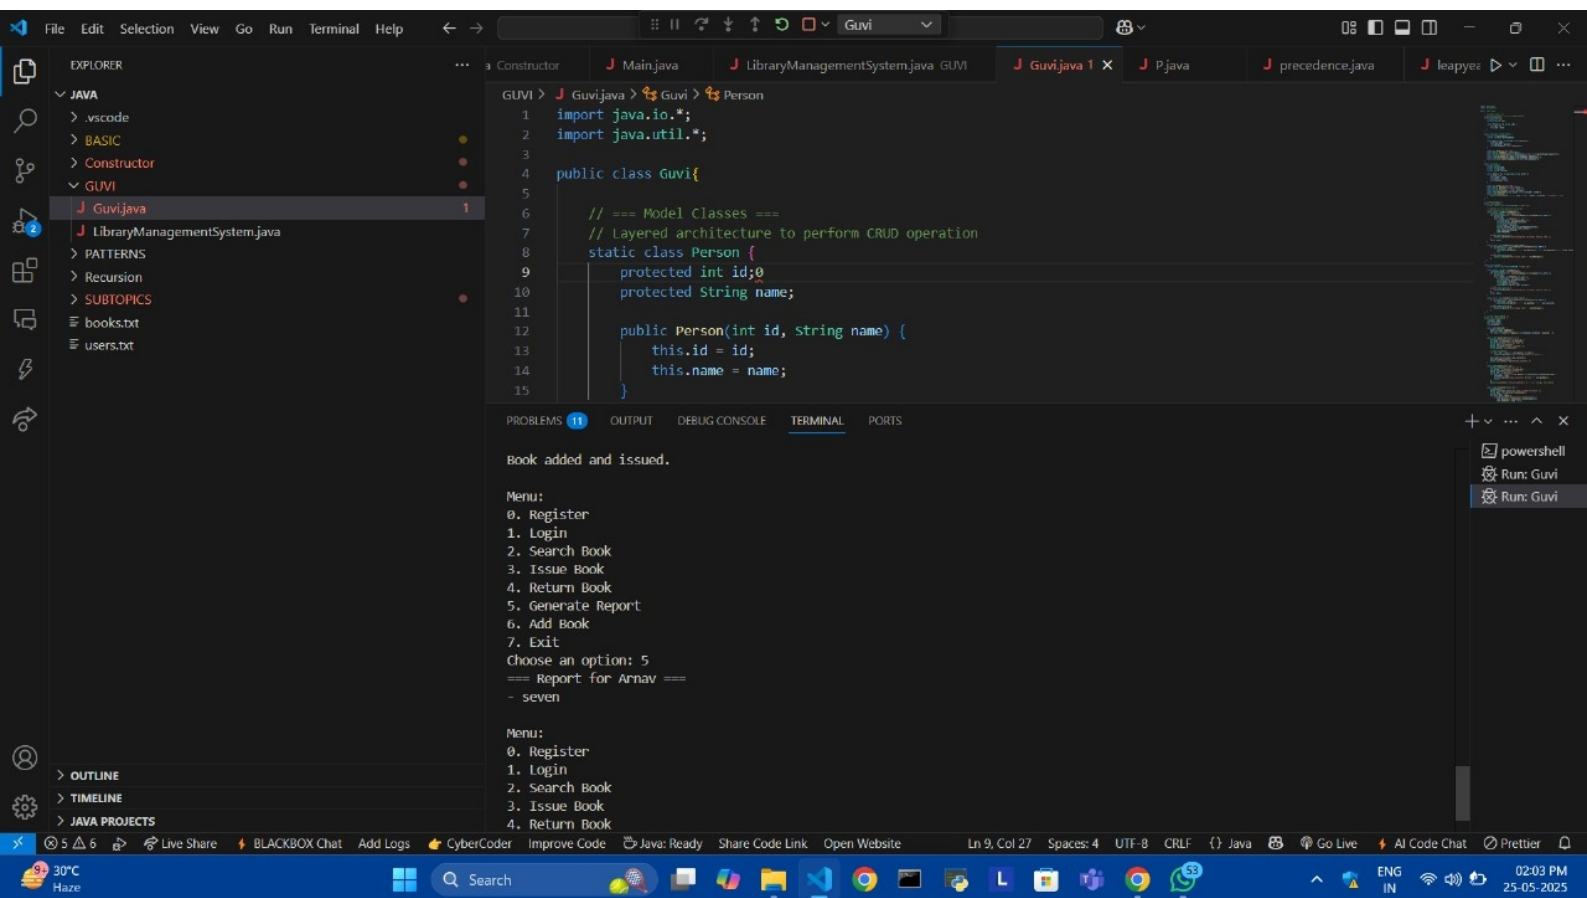 File Edit Selection View Go Run Terminal Help
Guvi
EXPLORER
JAVA
.vscode
BASIC
Constructor
GUVI
J Guvi.java 1
J LibraryManagementSystem.java
PATTERNS
Recursion
SUBTOPICS
books.txt
users.txt
OUTLINE
TIMELINE
JAVA PROJECTS
a Constructor J Main.java J LibraryManagementSystem.java GUVI J Guvi.java 1 J P.java J precedence.java J leapyea
GUVI > J Guvi.java > Guvi > Person
1 import java.io.*;
2 import java.util.*;
3
4 public class Guvi{
5
6 // === Model Classes ===
7 // Layered architecture to perform CRUD operation
8 static class Person {
9 protected int id;0
10 protected String name;
11
12 public Person(int id, String name) {
13 this.id = id;
14 this.name = name;
15 }
PROBLEMS 11 OUTPUT DEBUG CONSOLE TERMINAL PORTS
Book added and issued.
Menu:
0. Register
1. Login
2. Search Book
3. Issue Book
4. Return Book
5. Generate Report
6. Add Book
7. Exit
Choose an option: 5
=== Report for Arnav ===
- seven
Menu:
0. Register
1. Login
2. Search Book
3. Issue Book
4. Return Book
powershell
Run: Guvi
Run: Guvi
2
5 6 Live Share BLACKBOX Chat Add Logs CyberCoder Improve Code Java: Ready Share Code Link Open Website Ln 9, Col 27 Spaces: 4 UTF-8 CRLF {} Java Go Live AI Code Chat Prettier
9+ 30°C
Haze
Search
L
53
ENG
IN
02:03 PM
25-05-2025